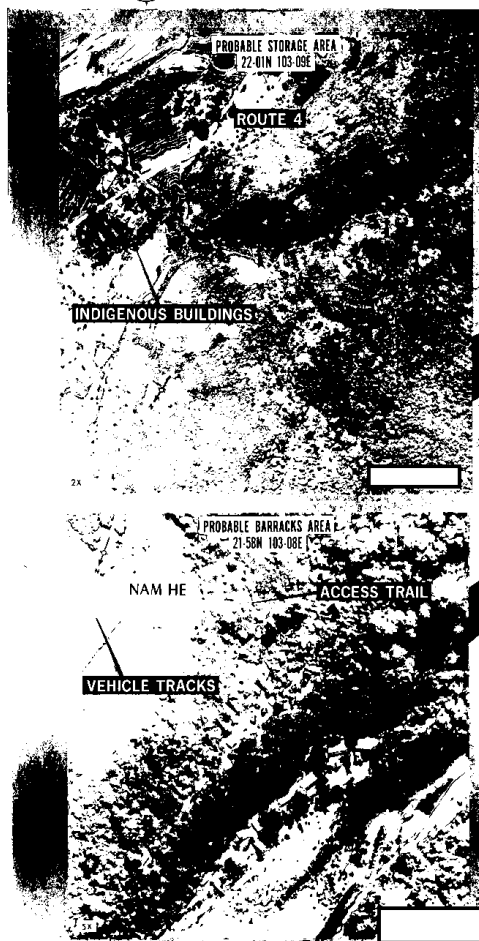 PROBABLE STORAGE AREA
22-01N 103-09E
ROUTE 4
INDIGENOUS BUILDINGS
2X
PROBABLE BARRACKS AREA
21-58N 103-08E
NAM HE
ACCESS TRAIL
VEHICLE TRACKS
5X